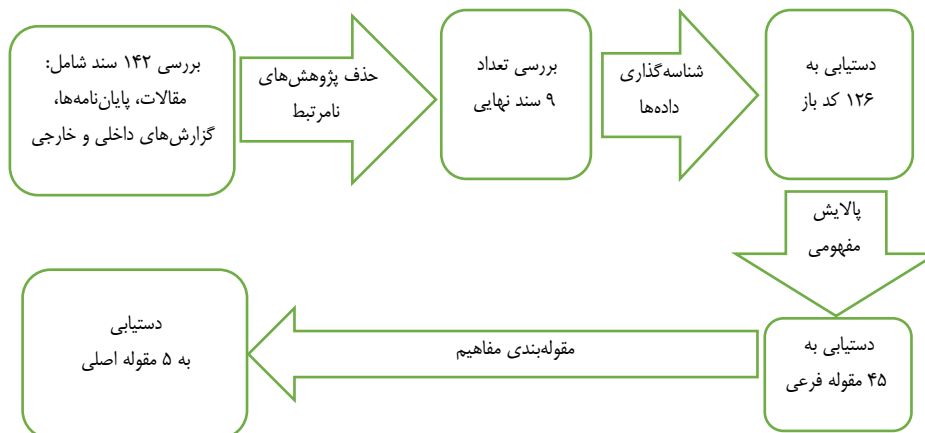 بررسی ۱۴۲ سند شامل:
مقالات، پایان‌نامه‌ها،
گزارش‌های داخلی و خارجی
حذف پژوهش‌های
نامرتبط
بررسی تعداد
۹ سند نهایی
شناسه‌گذاری
داده‌ها
دستیابی به
۱۲۶ کد باز
پالایش
مفهومی
دستیابی به
۴۵ مقوله فرعی
مقوله‌بندی مفاهیم
دستیابی
به ۵ مقوله اصلی